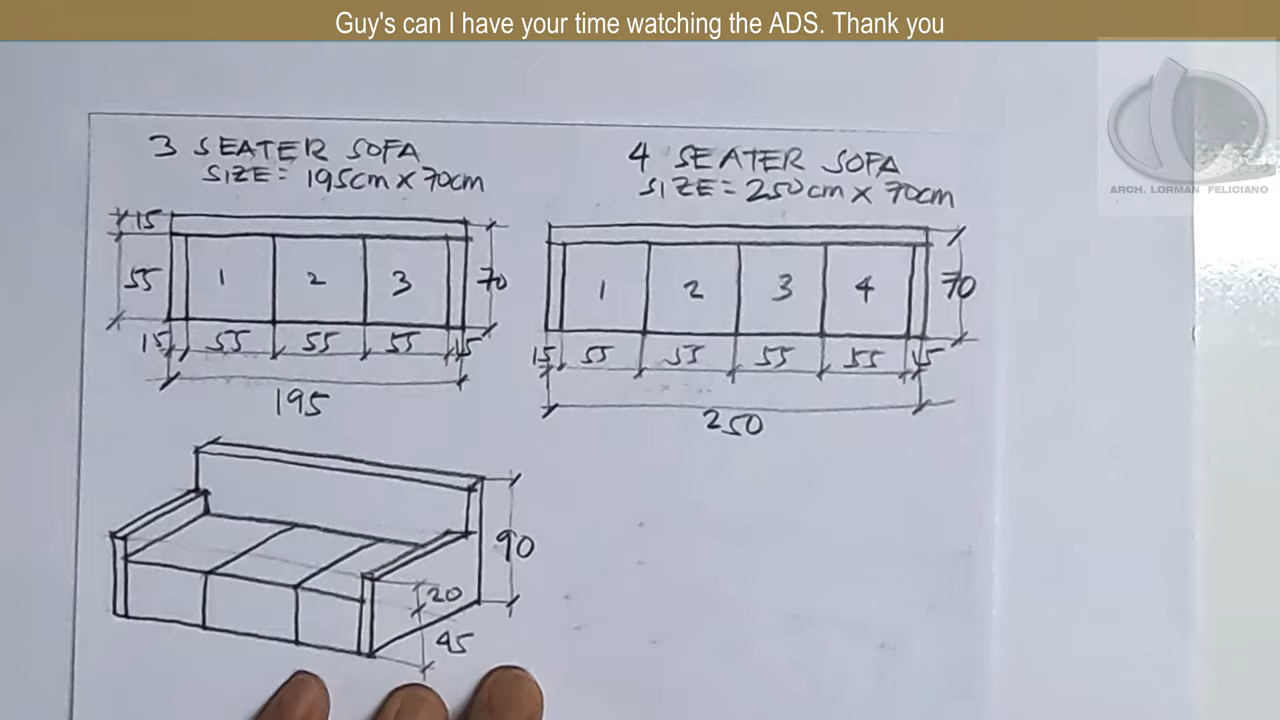 Guy's can I have your time watching the ADS. Thank you
ARCH. LORMAN FELICIANO
3 SEATER SOFA
SIZE = 195cm x 70cm
15
55
1
2
3
70
15 55 55 55 15
195
4 SEATER SOFA
SIZE = 250cm x 70cm
1
2
3
4
70
15 55 55 55 55 15
250
90
20
45